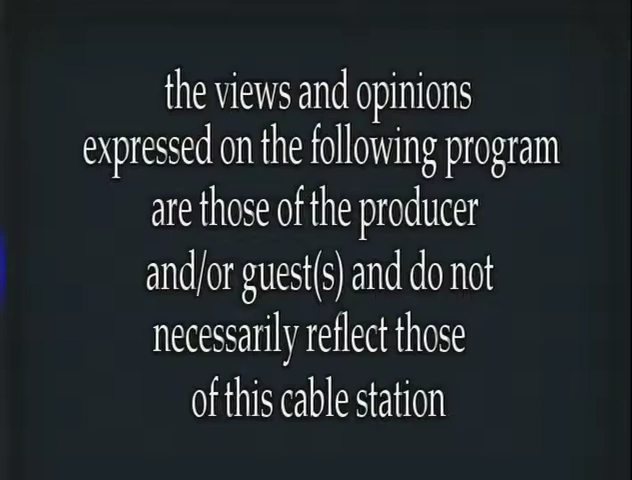 the views and opinions
expressed on the following program
are those of the producer
and/or guest(s) and do not
necessarily reflect those
of this cable station